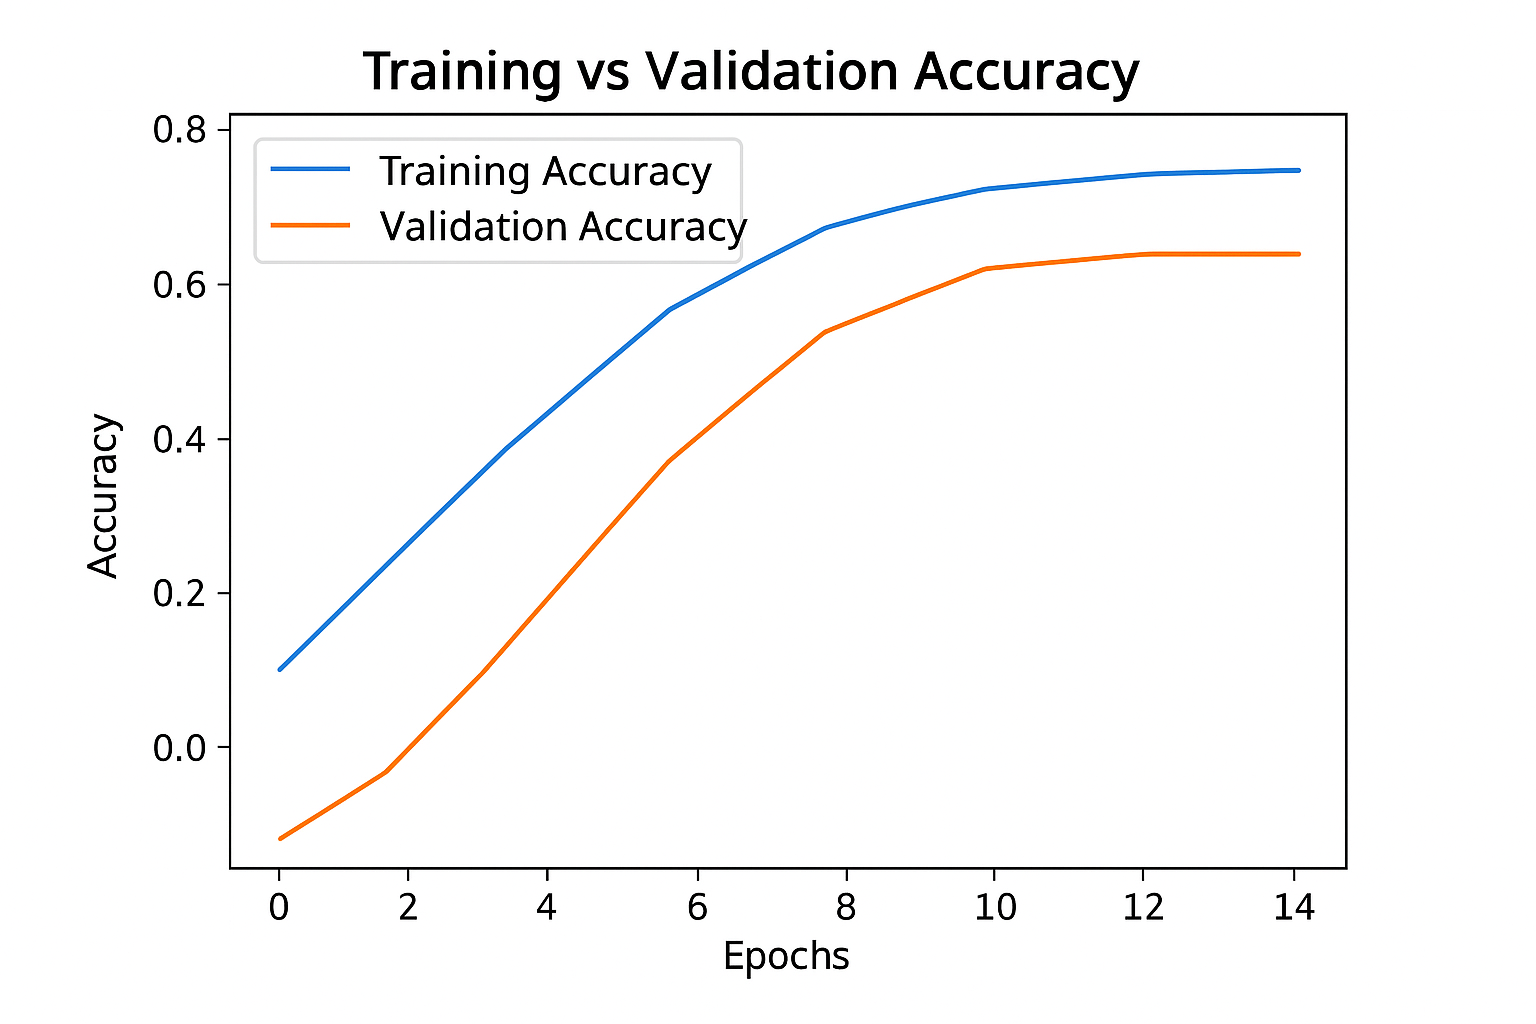 Training vs Validation Accuracy
Training Accuracy
Validation Accuracy
0.8
0.6
0.4
0.2
0.0
Accuracy
0 2 4 6 8 10 12 14
Epochs